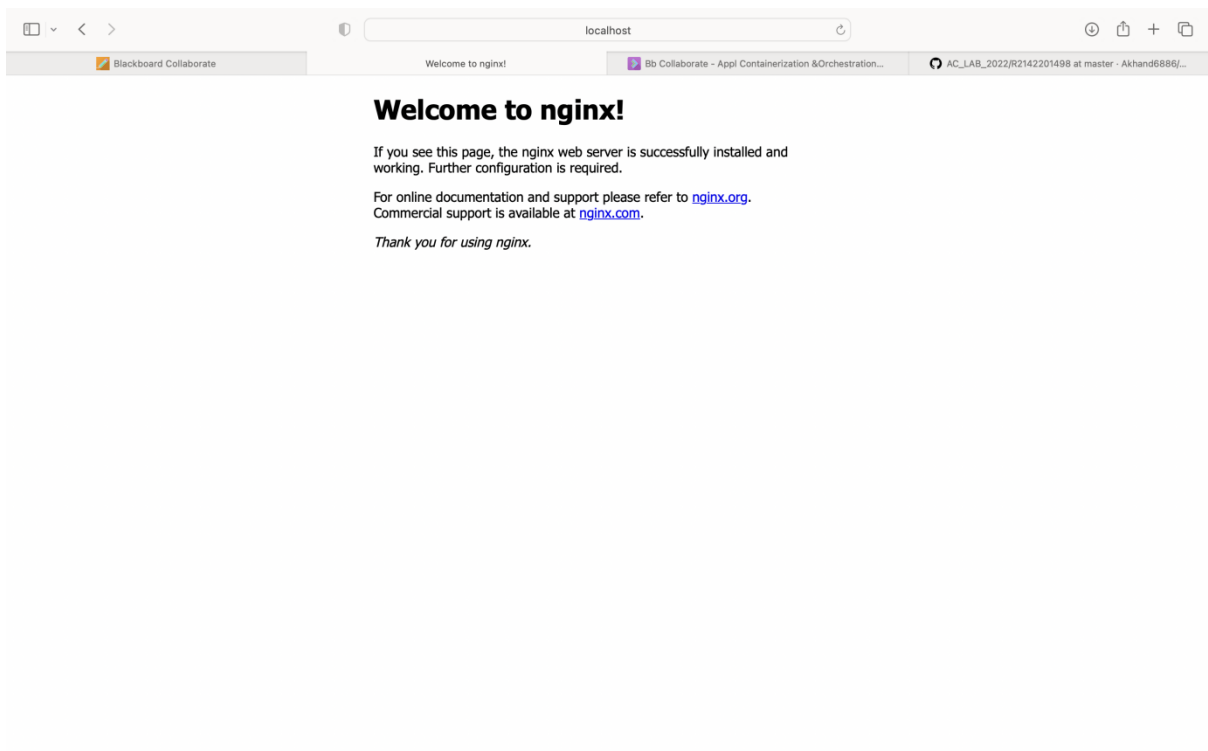 localhost
Blackboard Collaborate
Welcome to nginx!
Bb Collaborate - Appl Containerization &Orchestration...
AC_LAB_2022/R2142201498 at master · Akhand6886/...
Welcome to nginx!
If you see this page, the nginx web server is successfully installed and
working. Further configuration is required.
For online documentation and support please refer to nginx.org.
Commercial support is available at nginx.com.
Thank you for using nginx.